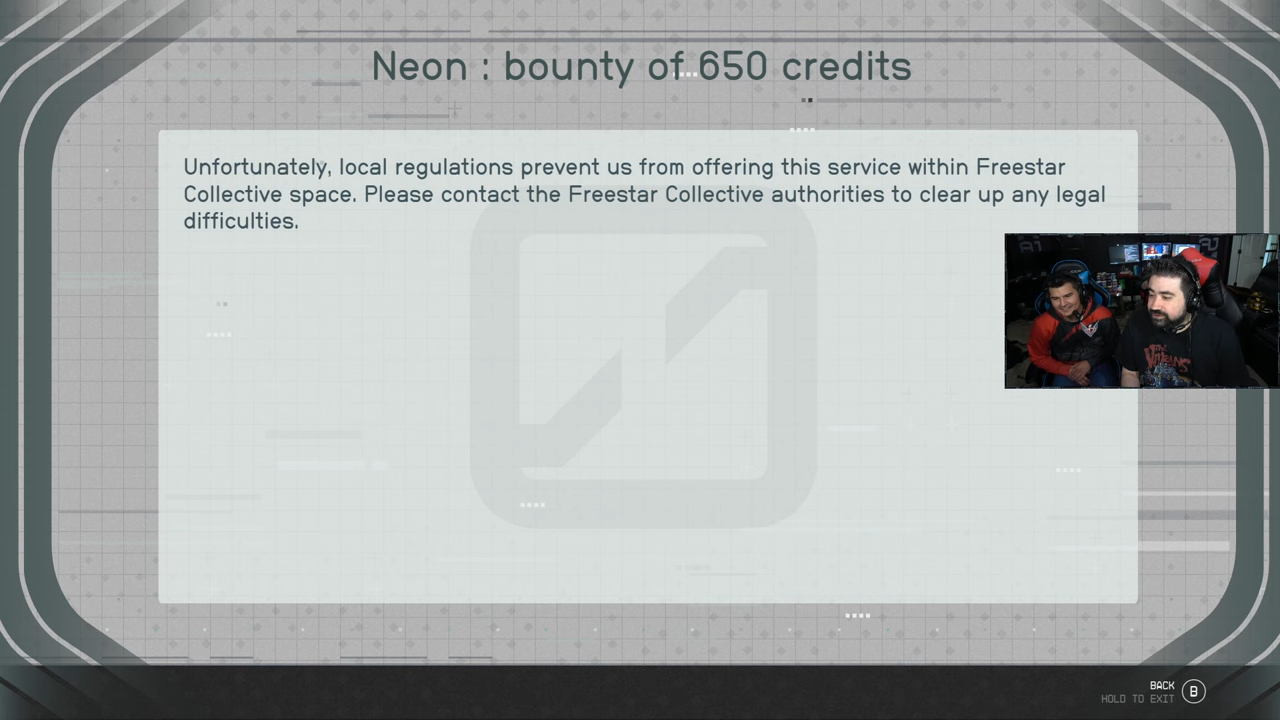 Neon : bounty of 650 credits
Unfortunately, local regulations prevent us from offering this service within Freestar
Collective space. Please contact the Freestar Collective authorities to clear up any legal
difficulties.
BACK
HOLD TO EXIT
B